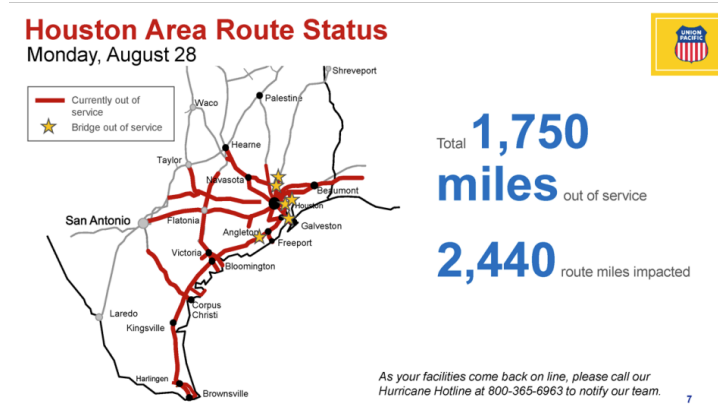 Houston Area Route Status
Monday, August 28
UNION
PACIFIC
Currently out of
service
Bridge out of service
Shreveport
Waco
Palestine
Hearne
Taylor
Navasota
Beaumont
Houston
San Antonio
Flatonia
Galveston
Angleton
Freeport
Victoria
Bloomington
Corpus
Christi
Laredo
Kingsville
Harlingen
Brownsville
Total 1,750
miles out of service
2,440 route miles impacted
As your facilities come back on line, please call our
Hurricane Hotline at 800-365-6963 to notify our team.
7